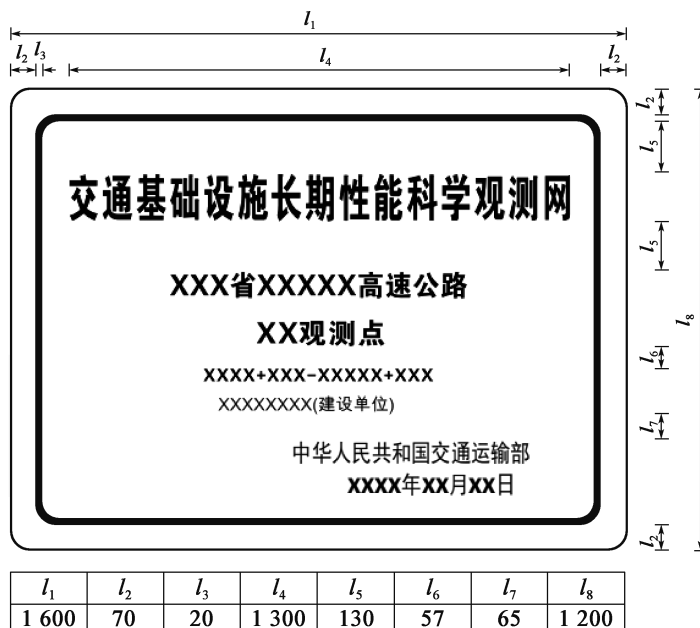 l1
l2 l3 l4 l2
l2
l5
交通基础设施长期性能科学观测网
l5
XXX省XXXXX高速公路
l8
XX观测点
l6
XXXX+XXX-XXXXX+XXX
XXXXXXXX(建设单位)
l7
中华人民共和国交通运输部
XXXX年XX月XX日
l2
l1 l2 l3 l4 l5 l6 l7 l8
1 600 70 20 1 300 130 57 65 1 200